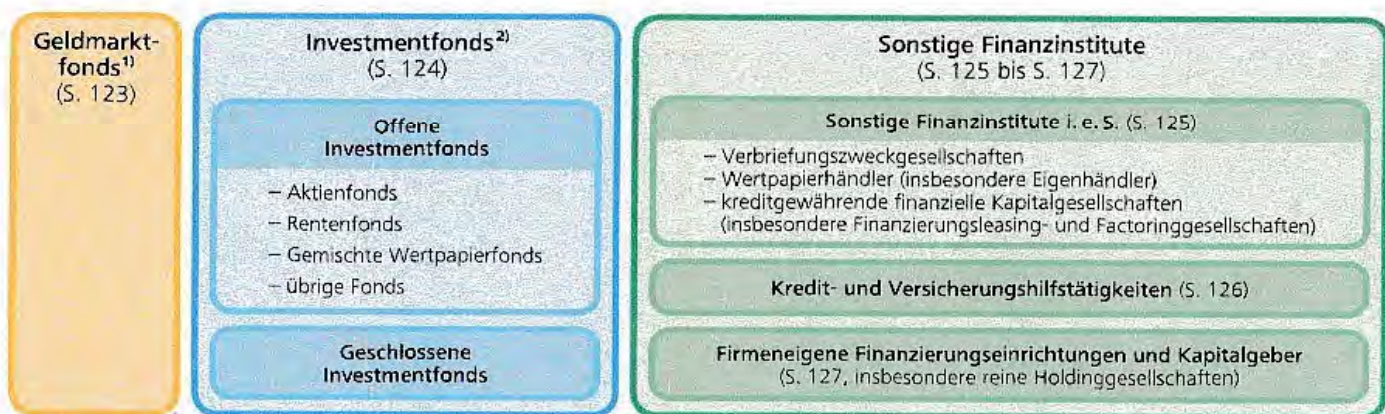 Geldmarkt-
fonds¹⁾
(S. 123)
Investmentfonds²⁾
(S. 124)
Offene
Investmentfonds
– Aktienfonds
– Rentenfonds
– Gemischte Wertpapierfonds
– übrige Fonds
Geschlossene
Investmentfonds
Sonstige Finanzinstitute
(S. 125 bis S. 127)
Sonstige Finanzinstitute i. e. S. (S. 125)
– Verbriefungszweckgesellschaften
– Wertpapierhändler (insbesondere Eigenhändler)
– kreditgewährende finanzielle Kapitalgesellschaften
(insbesondere Finanzierungsleasing- und Factoringgesellschaften)
Kredit- und Versicherungshilfstätigkeiten (S. 126)
Firmeneigene Finanzierungseinrichtungen und Kapitalgeber
(S. 127, insbesondere reine Holdinggesellschaften)